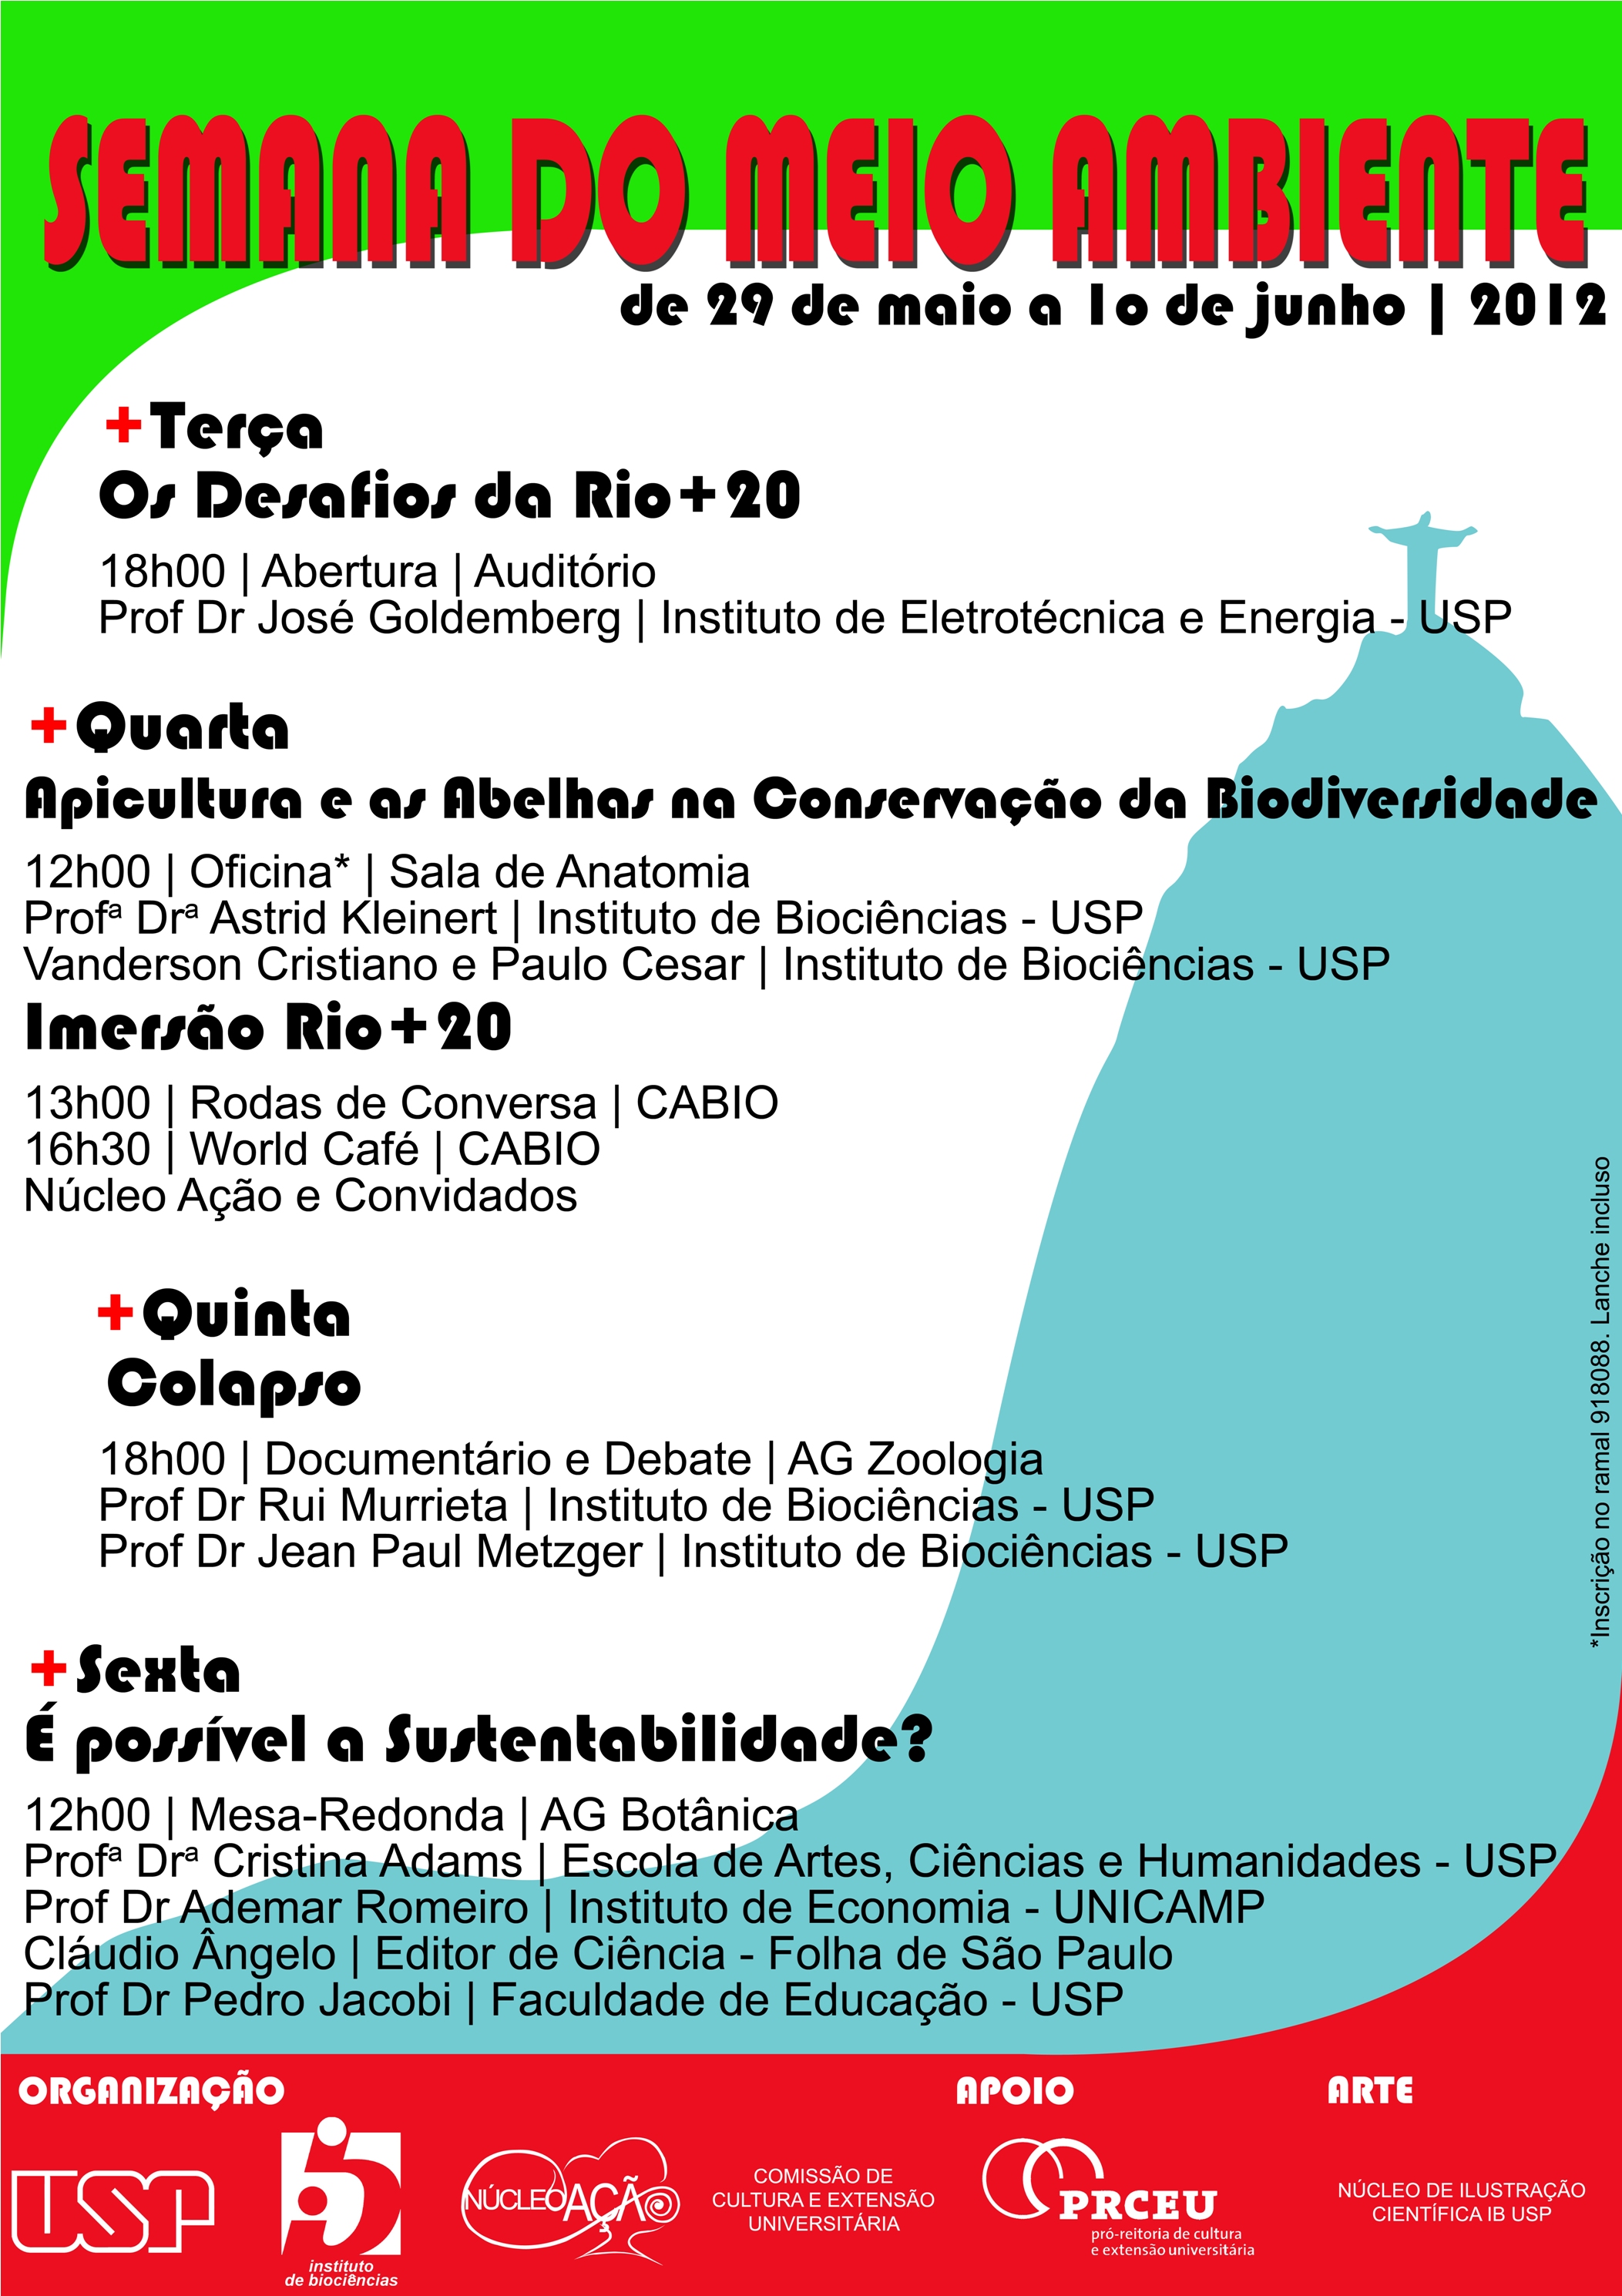 SEMANA DO MEIO AMBIENTE
de 29 de maio a 1o de junho | 2012
+Terça
Os Desafios da Rio+20
18h00 | Abertura | Auditório
Prof Dr José Goldemberg | Instituto de Eletrotécnica e Energia - USP
+Quarta
Apicultura e as Abelhas na Conservação da Biodiversidade
12h00 | Oficina* | Sala de Anatomia
Profª Drª Astrid Kleinert | Instituto de Biociências - USP
Vanderson Cristiano e Paulo Cesar | Instituto de Biociências - USP
Imersão Rio+20
13h00 | Rodas de Conversa | CABIO
16h30 | World Café | CABIO
Núcleo Ação e Convidados
+Quinta
Colapso
18h00 | Documentário e Debate | AG Zoologia
Prof Dr Rui Murrieta | Instituto de Biociências - USP
Prof Dr Jean Paul Metzger | Instituto de Biociências - USP
+Sexta
É possível a Sustentabilidade?
12h00 | Mesa-Redonda | AG Botânica
Profª Drª Cristina Adams | Escola de Artes, Ciências e Humanidades - USP
Prof Dr Ademar Romeiro | Instituto de Economia - UNICAMP
Cláudio Ângelo | Editor de Ciência - Folha de São Paulo
Prof Dr Pedro Jacobi | Faculdade de Educação - USP
*Inscrição no ramal 918088. Lanche incluso
ORGANIZAÇÃO
USP
ib
instituto
de biociências
NÚCLEO AÇÃO
COMISSÃO DE
CULTURA E EXTENSÃO
UNIVERSITÁRIA
APOIO
PRCEU
pró-reitoria de cultura
e extensão universitária
ARTE
NÚCLEO DE ILUSTRAÇÃO
CIENTÍFICA IB USP